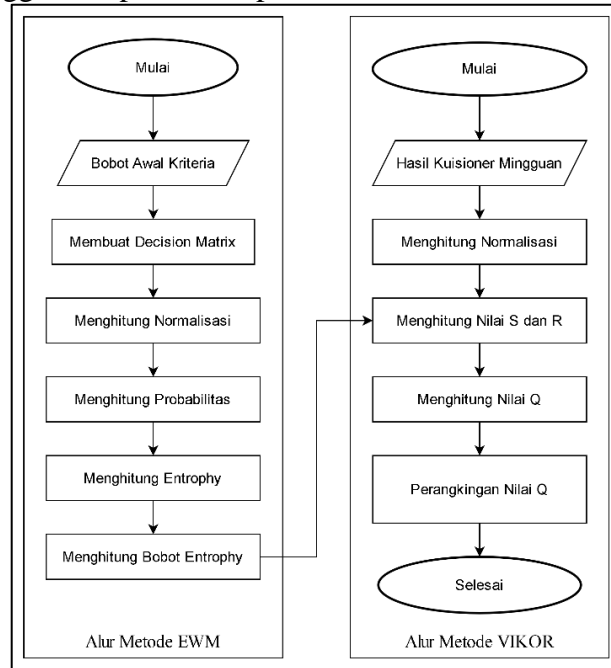 Mulai
Bobot Awal Kriteria
Membuat Decision Matrix
Menghitung Normalisasi
Menghitung Probabilitas
Menghitung Entrophy
Menghitung Bobot Entrophy
Alur Metode EWM
Mulai
Hasil Kuisioner Mingguan
Menghitung Normalisasi
Menghitung Nilai S dan R
Menghitung Nilai Q
Perangkingan Nilai Q
Selesai
Alur Metode VIKOR